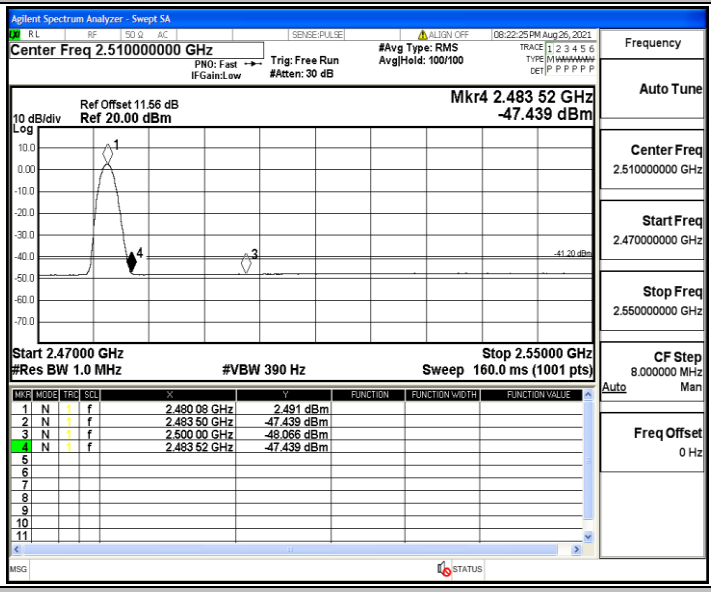 Agilent Spectrum Analyzer - Swept SA
LXI RL RF 50 Ω AC SENSE:PULSE ALIGN OFF 08:22:25 PM Aug 26, 2021
Center Freq 2.510000000 GHz
PNO: Fast
IFGain:Low
Trig: Free Run
#Atten: 30 dB
#Avg Type: RMS
Avg|Hold: 100/100
TRACE 1 2 3 4 5 6
TYPE MWWWWW
DET P P P P P P
Ref Offset 11.56 dB
10 dB/div Ref 20.00 dBm
Log
Mkr4 2.483 52 GHz
-47.439 dBm
10.0
0.00
-10.0
-20.0
-30.0
-40.0
-50.0
-60.0
-70.0
1
4
3
-41.20 dBm
Start 2.47000 GHz Stop 2.55000 GHz
#Res BW 1.0 MHz #VBW 390 Hz Sweep 160.0 ms (1001 pts)
MKR MODE TRC SCL X Y FUNCTION FUNCTION WIDTH FUNCTION VALUE
1 N 1 f 2.480 08 GHz 2.491 dBm
2 N 1 f 2.483 50 GHz -47.439 dBm
3 N 1 f 2.500 00 GHz -48.066 dBm
4 N 1 f 2.483 52 GHz -47.439 dBm
5
6
7
8
9
10
11
MSG STATUS
Frequency
Auto Tune
Center Freq
2.510000000 GHz
Start Freq
2.470000000 GHz
Stop Freq
2.550000000 GHz
CF Step
8.000000 MHz
Auto Man
Freq Offset
0 Hz